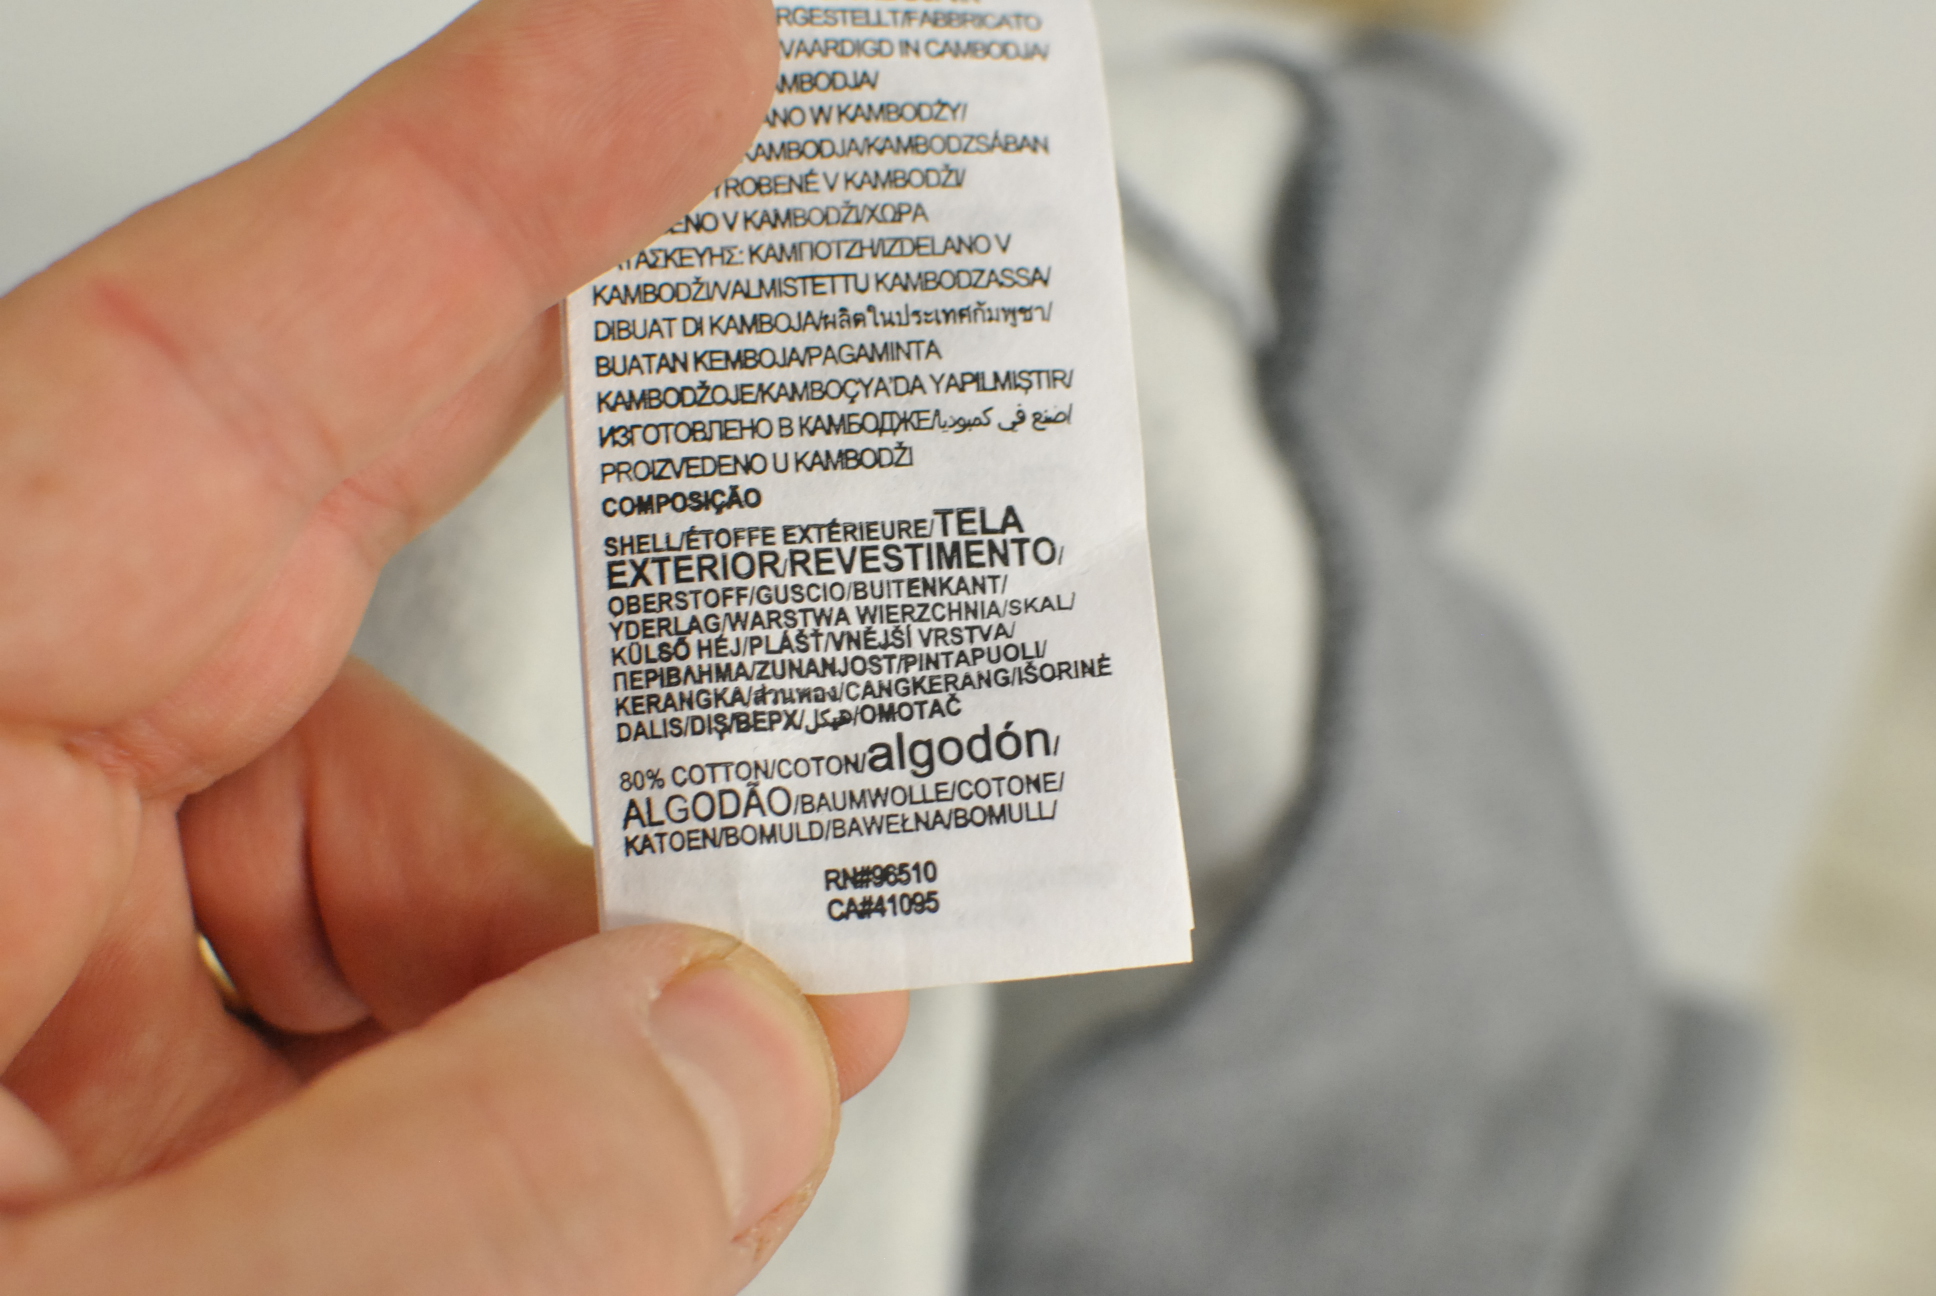 RGESTELLT/FABBRICATO
VAARDIGD IN CAMBODJA/
MBODJA/
ANO W KAMBODŻY/
KAMBODJA/KAMBODZSÁBAN
YROBENÉ V KAMBODŽI/
ENO V KAMBODŽI/ΧΩΡΑ
ΑΤΑΣΚΕΥΗΣ: ΚΑΜΠΟΤΖΗ/IZDELANO V
KAMBODŽI/VALMISTETTU KAMBODZASSA/
DIBUAT DI KAMBOJA/ผลิตในประเทศกัมพูชา/
BUATAN KEMBOJA/PAGAMINTA
KAMBODŽOJE/KAMBOÇYA'DA YAPILMIŞTIR/
ИЗГОТОВЛЕНО В КАМБОДЖЕ/صنع في كمبوديا/
PROIZVEDENO U KAMBODŽI
COMPOSIÇÃO
SHELL/ÉTOFFE EXTÉRIEURE/TELA
EXTERIOR/REVESTIMENTO/
OBERSTOFF/GUSCIO/BUITENKANT/
YDERLAG/WARSTWA WIERZCHNIA/SKAL/
KÜLSŐ HÉJ/PLÁŠŤ/VNĚJŠÍ VRSTVA/
ΠΕΡΙΒΛΗΜΑ/ZUNANJOST/PINTAPUOLI/
KERANGKA/ส่วนของ/CANGKERANG/IŠORINĖ
DALIS/DIŞ/ВЕРХ/هيكل/OMOTAČ
80% COTTON/COTON/algodón/
ALGODÃO/BAUMWOLLE/COTONE/
KATOEN/BOMULD/BAWEŁNA/BOMULL/
RN#96510
CA#41095